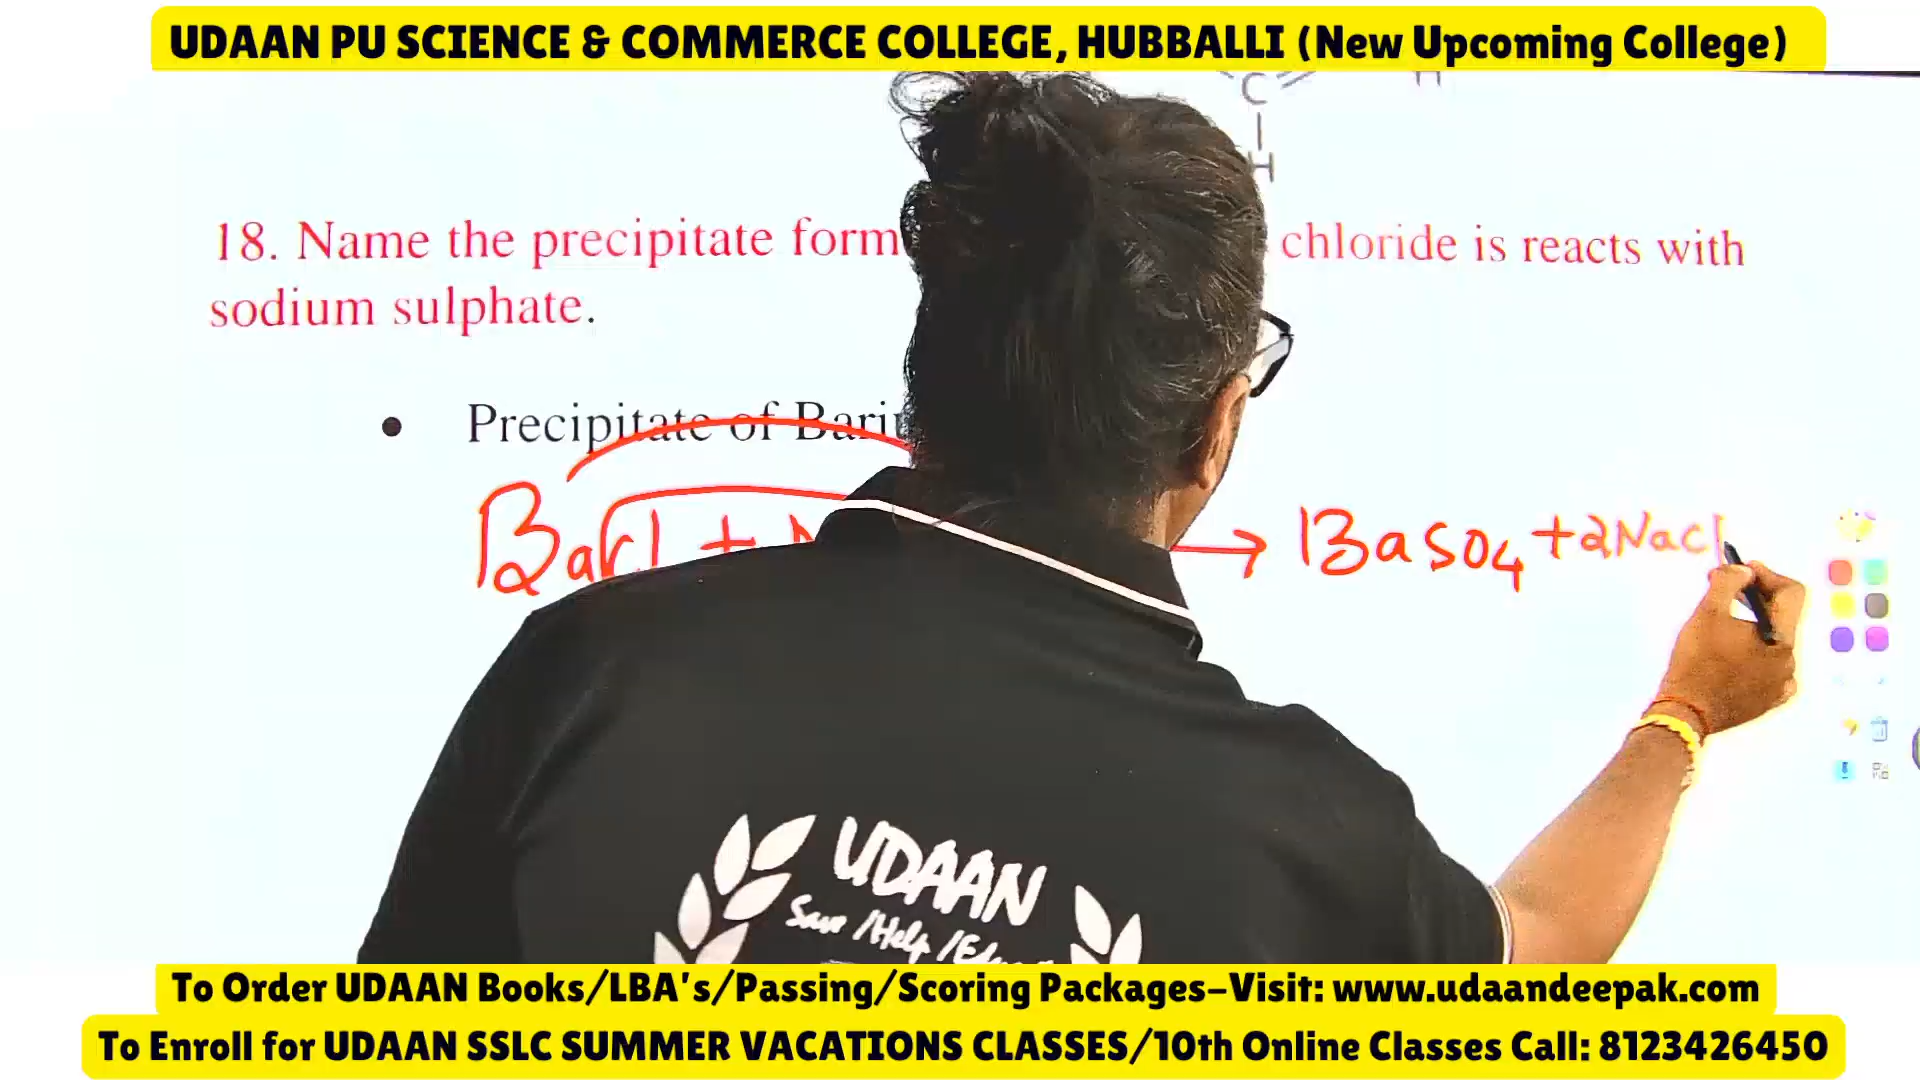 UDAAN PU SCIENCE & COMMERCE COLLEGE, HUBBALLI (New Upcoming College)
C
H
H
18. Name the precipitate form chloride is reacts with
sodium sulphate.
• Precipitate of Bari
BaCl + → BaSO4 + 2NaCl
UDAAN
/Help /
To Order UDAAN Books/LBA's/Passing/Scoring Packages-Visit: www.udaandeepak.com
To Enroll for UDAAN SSLC SUMMER VACATIONS CLASSES/10th Online Classes Call: 8123426450